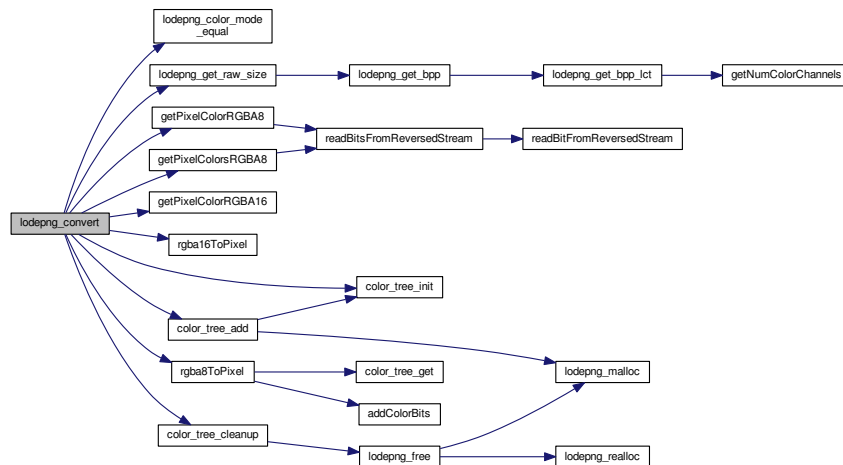 lodepng_color_mode
_equal
lodepng_get_raw_size
lodepng_get_bpp
lodepng_get_bpp_lct
getNumColorChannels
getPixelColorRGBA8
readBitsFromReversedStream
readBitFromReversedStream
getPixelColorsRGBA8
getPixelColorRGBA16
lodepng_convert
rgba16ToPixel
color_tree_init
color_tree_add
rgba8ToPixel
color_tree_get
lodepng_malloc
addColorBits
color_tree_cleanup
lodepng_free
lodepng_realloc